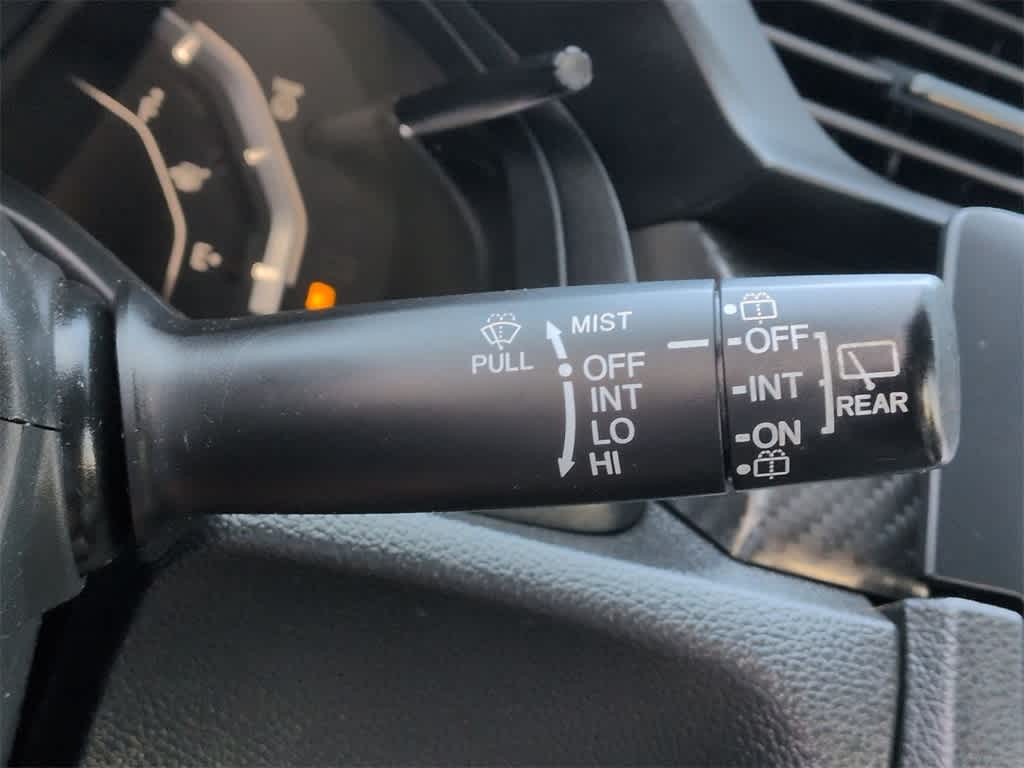 MIST
PULL
OFF
INT
LO
HI
OFF
INT
ON
REAR